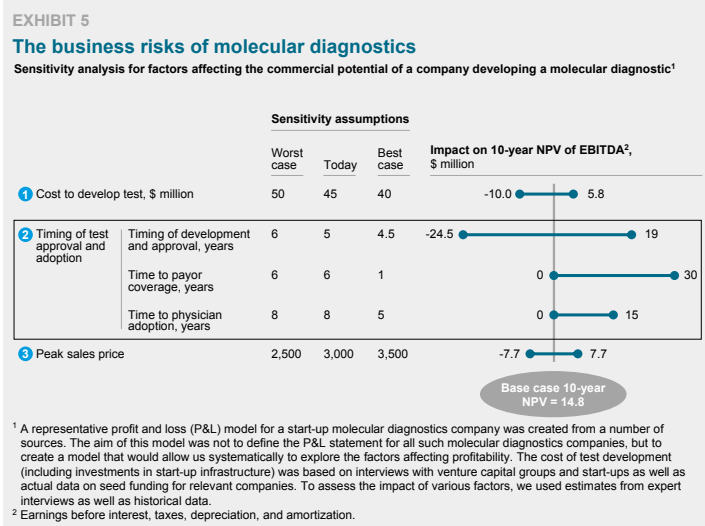 EXHIBIT 5
The business risks of molecular diagnostics
Sensitivity analysis for factors affecting the commercial potential of a company developing a molecular diagnostic¹
Sensitivity assumptions
Worst case Today Best case Impact on 10-year NPV of EBITDA², $ million
1 Cost to develop test, $ million 50 45 40 -10.0 5.8
2 Timing of test approval and adoption
Timing of development and approval, years 6 5 4.5 -24.5 19
Time to payor coverage, years 6 6 1 0 30
Time to physician adoption, years 8 8 5 0 15
3 Peak sales price 2,500 3,000 3,500 -7.7 7.7
Base case 10-year
NPV = 14.8
¹ A representative profit and loss (P&L) model for a start-up molecular diagnostics company was created from a number of
sources. The aim of this model was not to define the P&L statement for all such molecular diagnostics companies, but to
create a model that would allow us systematically to explore the factors affecting profitability. The cost of test development
(including investments in start-up infrastructure) was based on interviews with venture capital groups and start-ups as well as
actual data on seed funding for relevant companies. To assess the impact of various factors, we used estimates from expert
interviews as well as historical data.
² Earnings before interest, taxes, depreciation, and amortization.